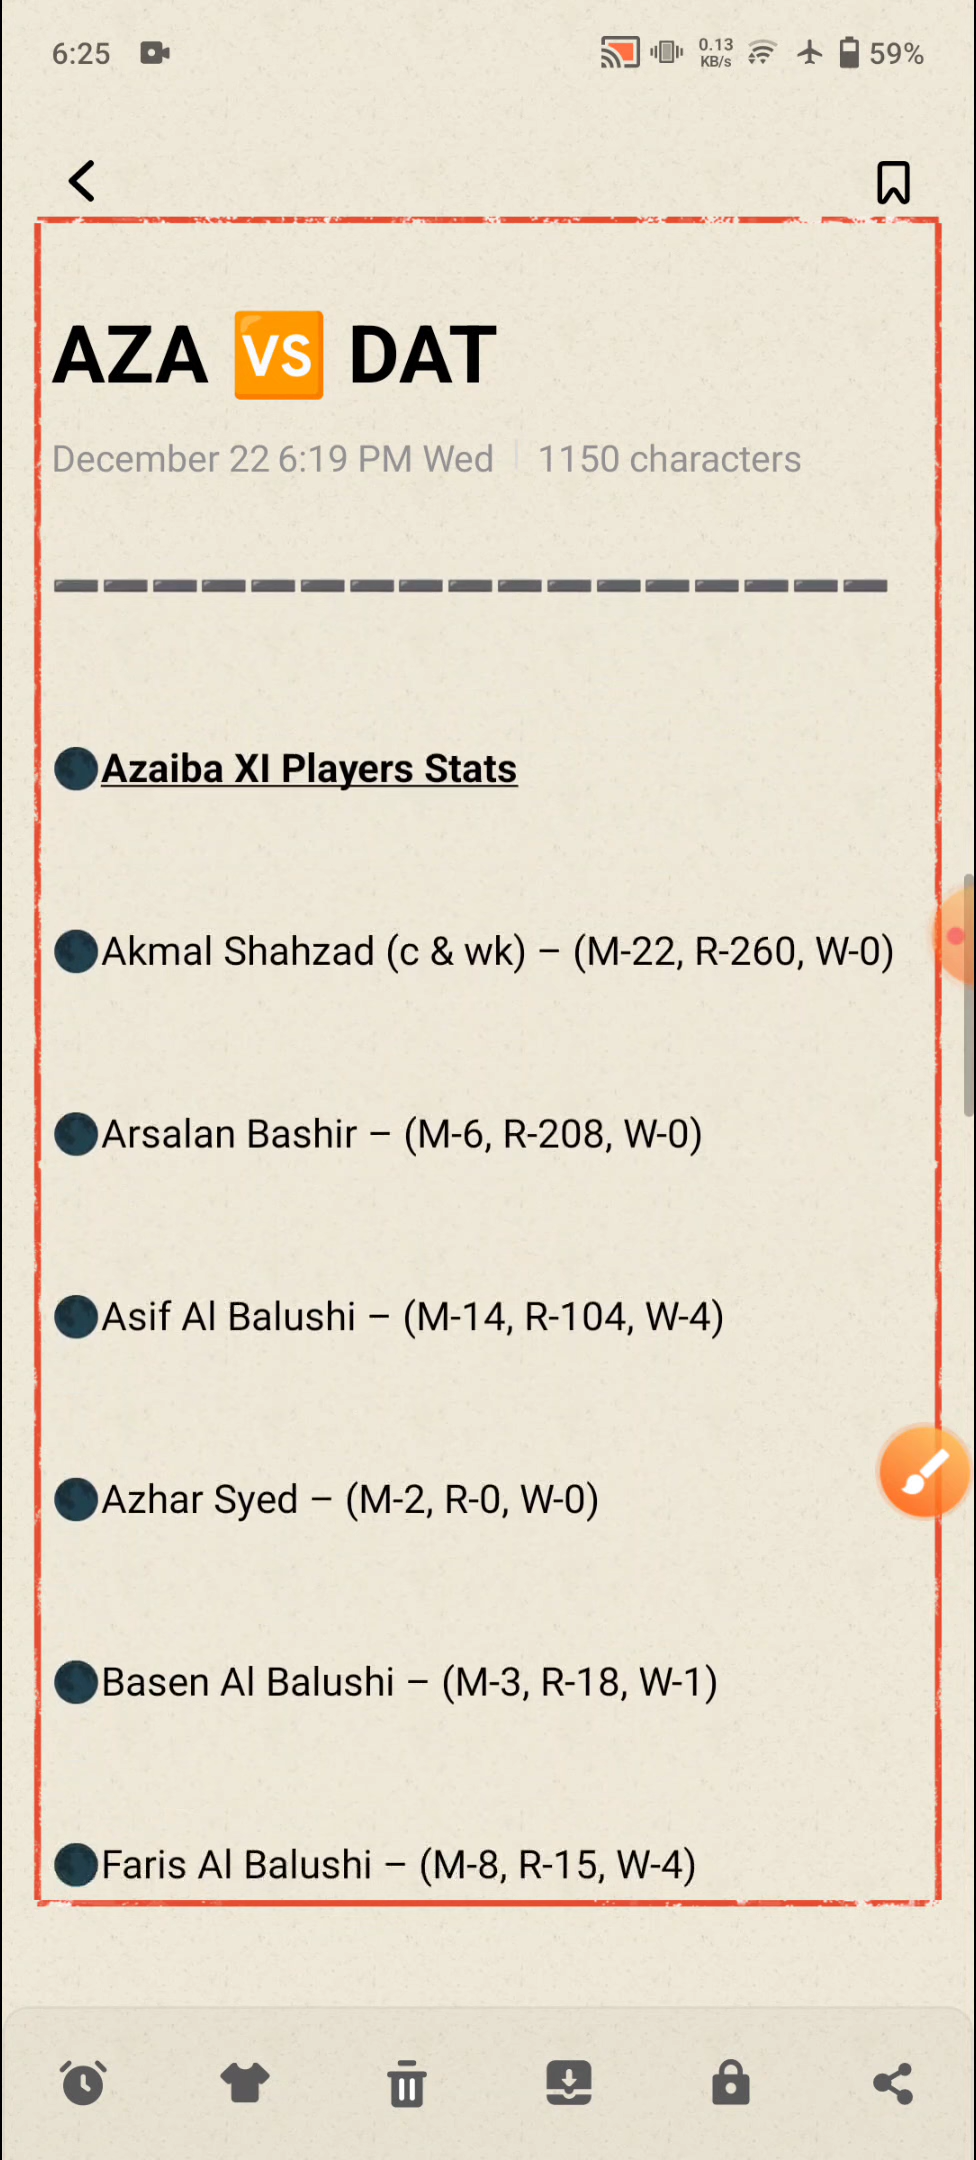 6:25 0.13 KB/s 59%
AZA 🆚 DAT
December 22 6:19 PM Wed | 1150 characters
➖➖➖➖➖➖➖➖➖➖➖➖➖➖➖➖➖
🌑Azaiba XI Players Stats
🌑Akmal Shahzad (c & wk) – (M-22, R-260, W-0)
🌑Arsalan Bashir – (M-6, R-208, W-0)
🌑Asif Al Balushi – (M-14, R-104, W-4)
🌑Azhar Syed – (M-2, R-0, W-0)
🌑Basen Al Balushi – (M-3, R-18, W-1)
🌑Faris Al Balushi – (M-8, R-15, W-4)